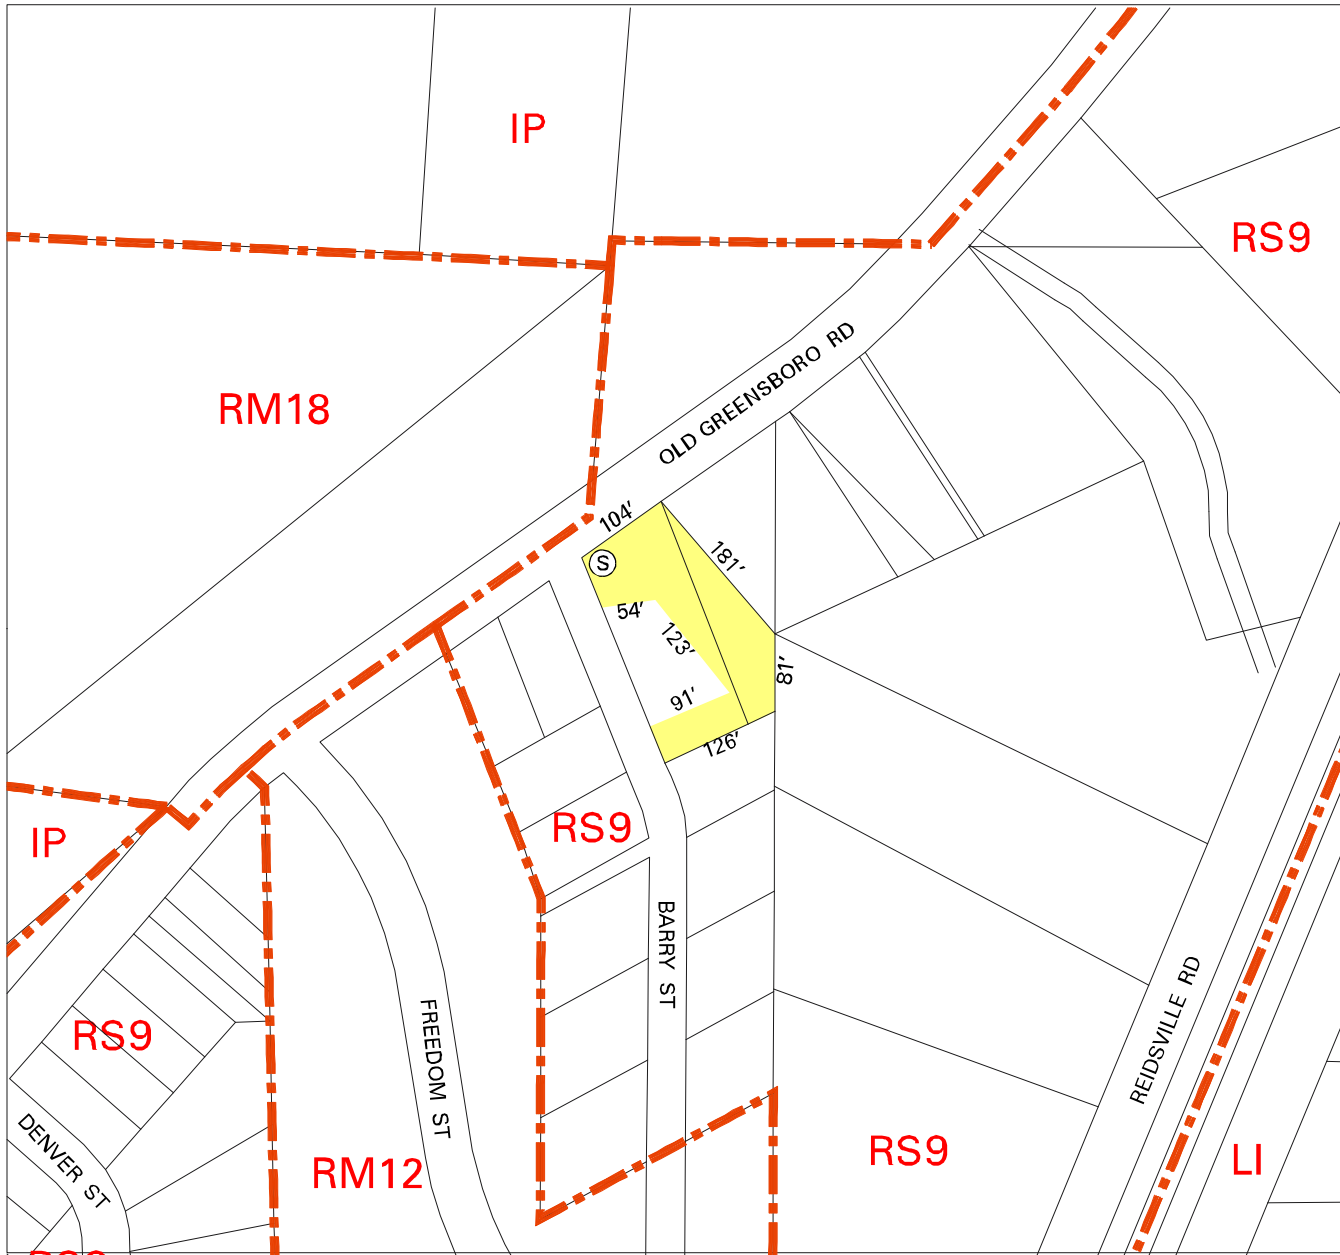 IP
RS9
OLD GREENSBORO RD
RM18
104'
S
181'
54'
123'
81'
91'
126'
RS9
IP
BARRY ST
REIDSVILLE RD
FREEDOM ST
RS9
DENVER ST
RM12
RS9
LI